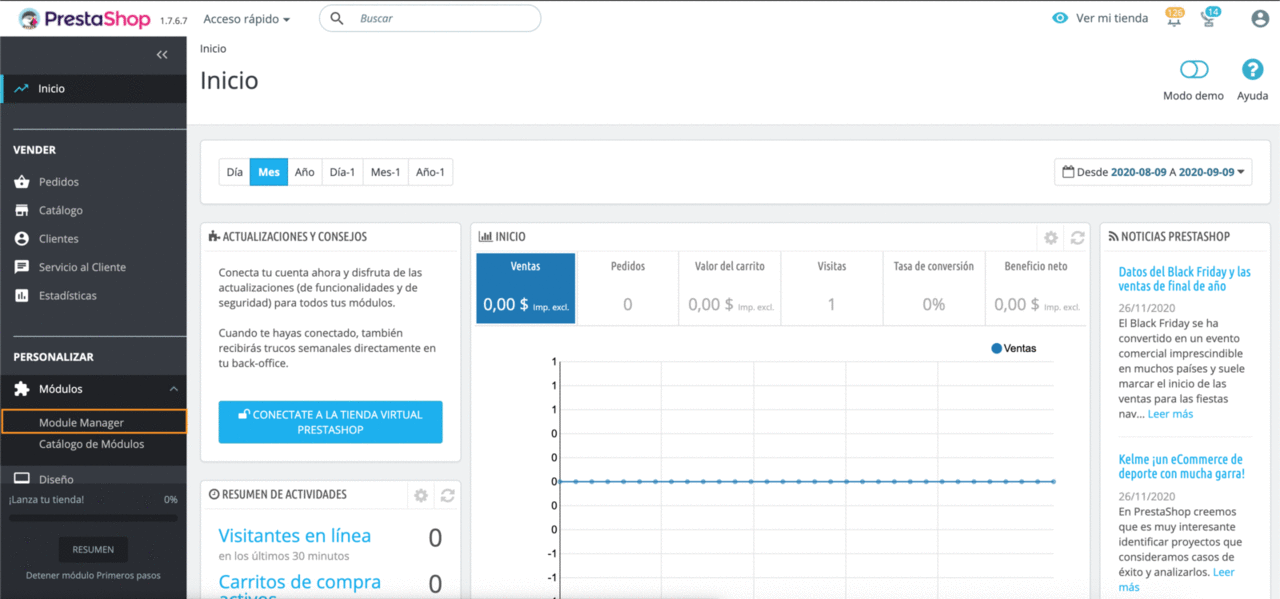 PrestaShop 1.7.6.7 Acceso rápido Buscar Ver mi tienda 126 14
Inicio
VENDER
Pedidos
Catálogo
Clientes
Servicio al Cliente
Estadísticas
PERSONALIZAR
Módulos
Module Manager
Catálogo de Módulos
Diseño
¡Lanza tu tienda! 0%
RESUMEN
Detener módulo Primeros pasos
Inicio
Inicio
Modo demo Ayuda
Día Mes Año Día-1 Mes-1 Año-1
Desde 2020-08-09 A 2020-09-09
ACTUALIZACIONES Y CONSEJOS
Conecta tu cuenta ahora y disfruta de las
actualizaciones (de funcionalidades y de
seguridad) para todos tus módulos.
Cuando te hayas conectado, también
recibirás trucos semanales directamente en
tu back-office.
CONECTATE A LA TIENDA VIRTUAL
PRESTASHOP
RESUMEN DE ACTIVIDADES
Visitantes en línea 0
en los últimos 30 minutos
Carritos de compra 0
activos
INICIO
Ventas Pedidos Valor del carrito Visitas Tasa de conversión Beneficio neto
0,00 $ Imp. excl. 0 0,00 $ Imp. excl. 1 0% 0,00 $ Imp. excl.
Ventas
1
1
1
0
0
0
0
0
-1
-1
NOTICIAS PRESTASHOP
Datos del Black Friday y las
ventas de final de año
26/11/2020
El Black Friday se ha
convertido en un evento
comercial imprescindible
en muchos países y suele
marcar el inicio de las
ventas para las fiestas
nav... Leer más
Kelme ¡un eCommerce de
deporte con mucha garra!
26/11/2020
En PrestaShop creemos
que es muy interesante
identificar proyectos que
consideramos casos de
éxito y analizarlos. Leer
más